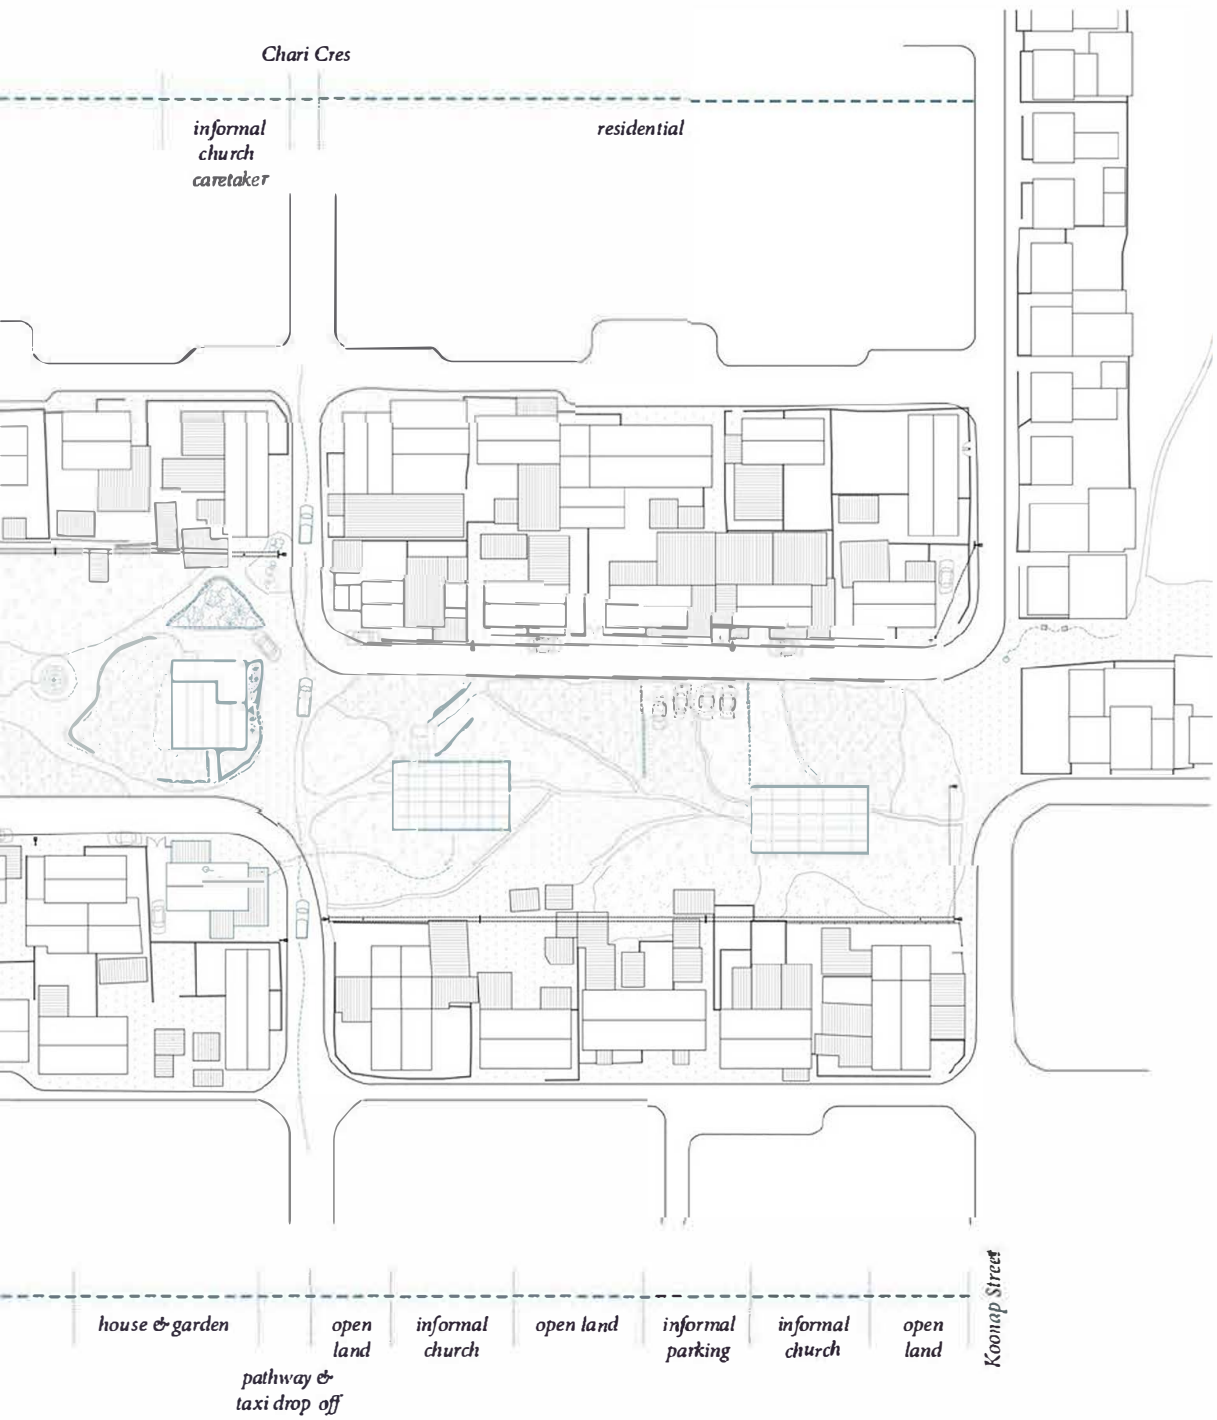 Chari Cres
informal
church
caretaker
residential
house & garden
pathway &
taxi drop off
open
land
informal
church
open land
informal
parking
informal
church
open
land
Koonap Street